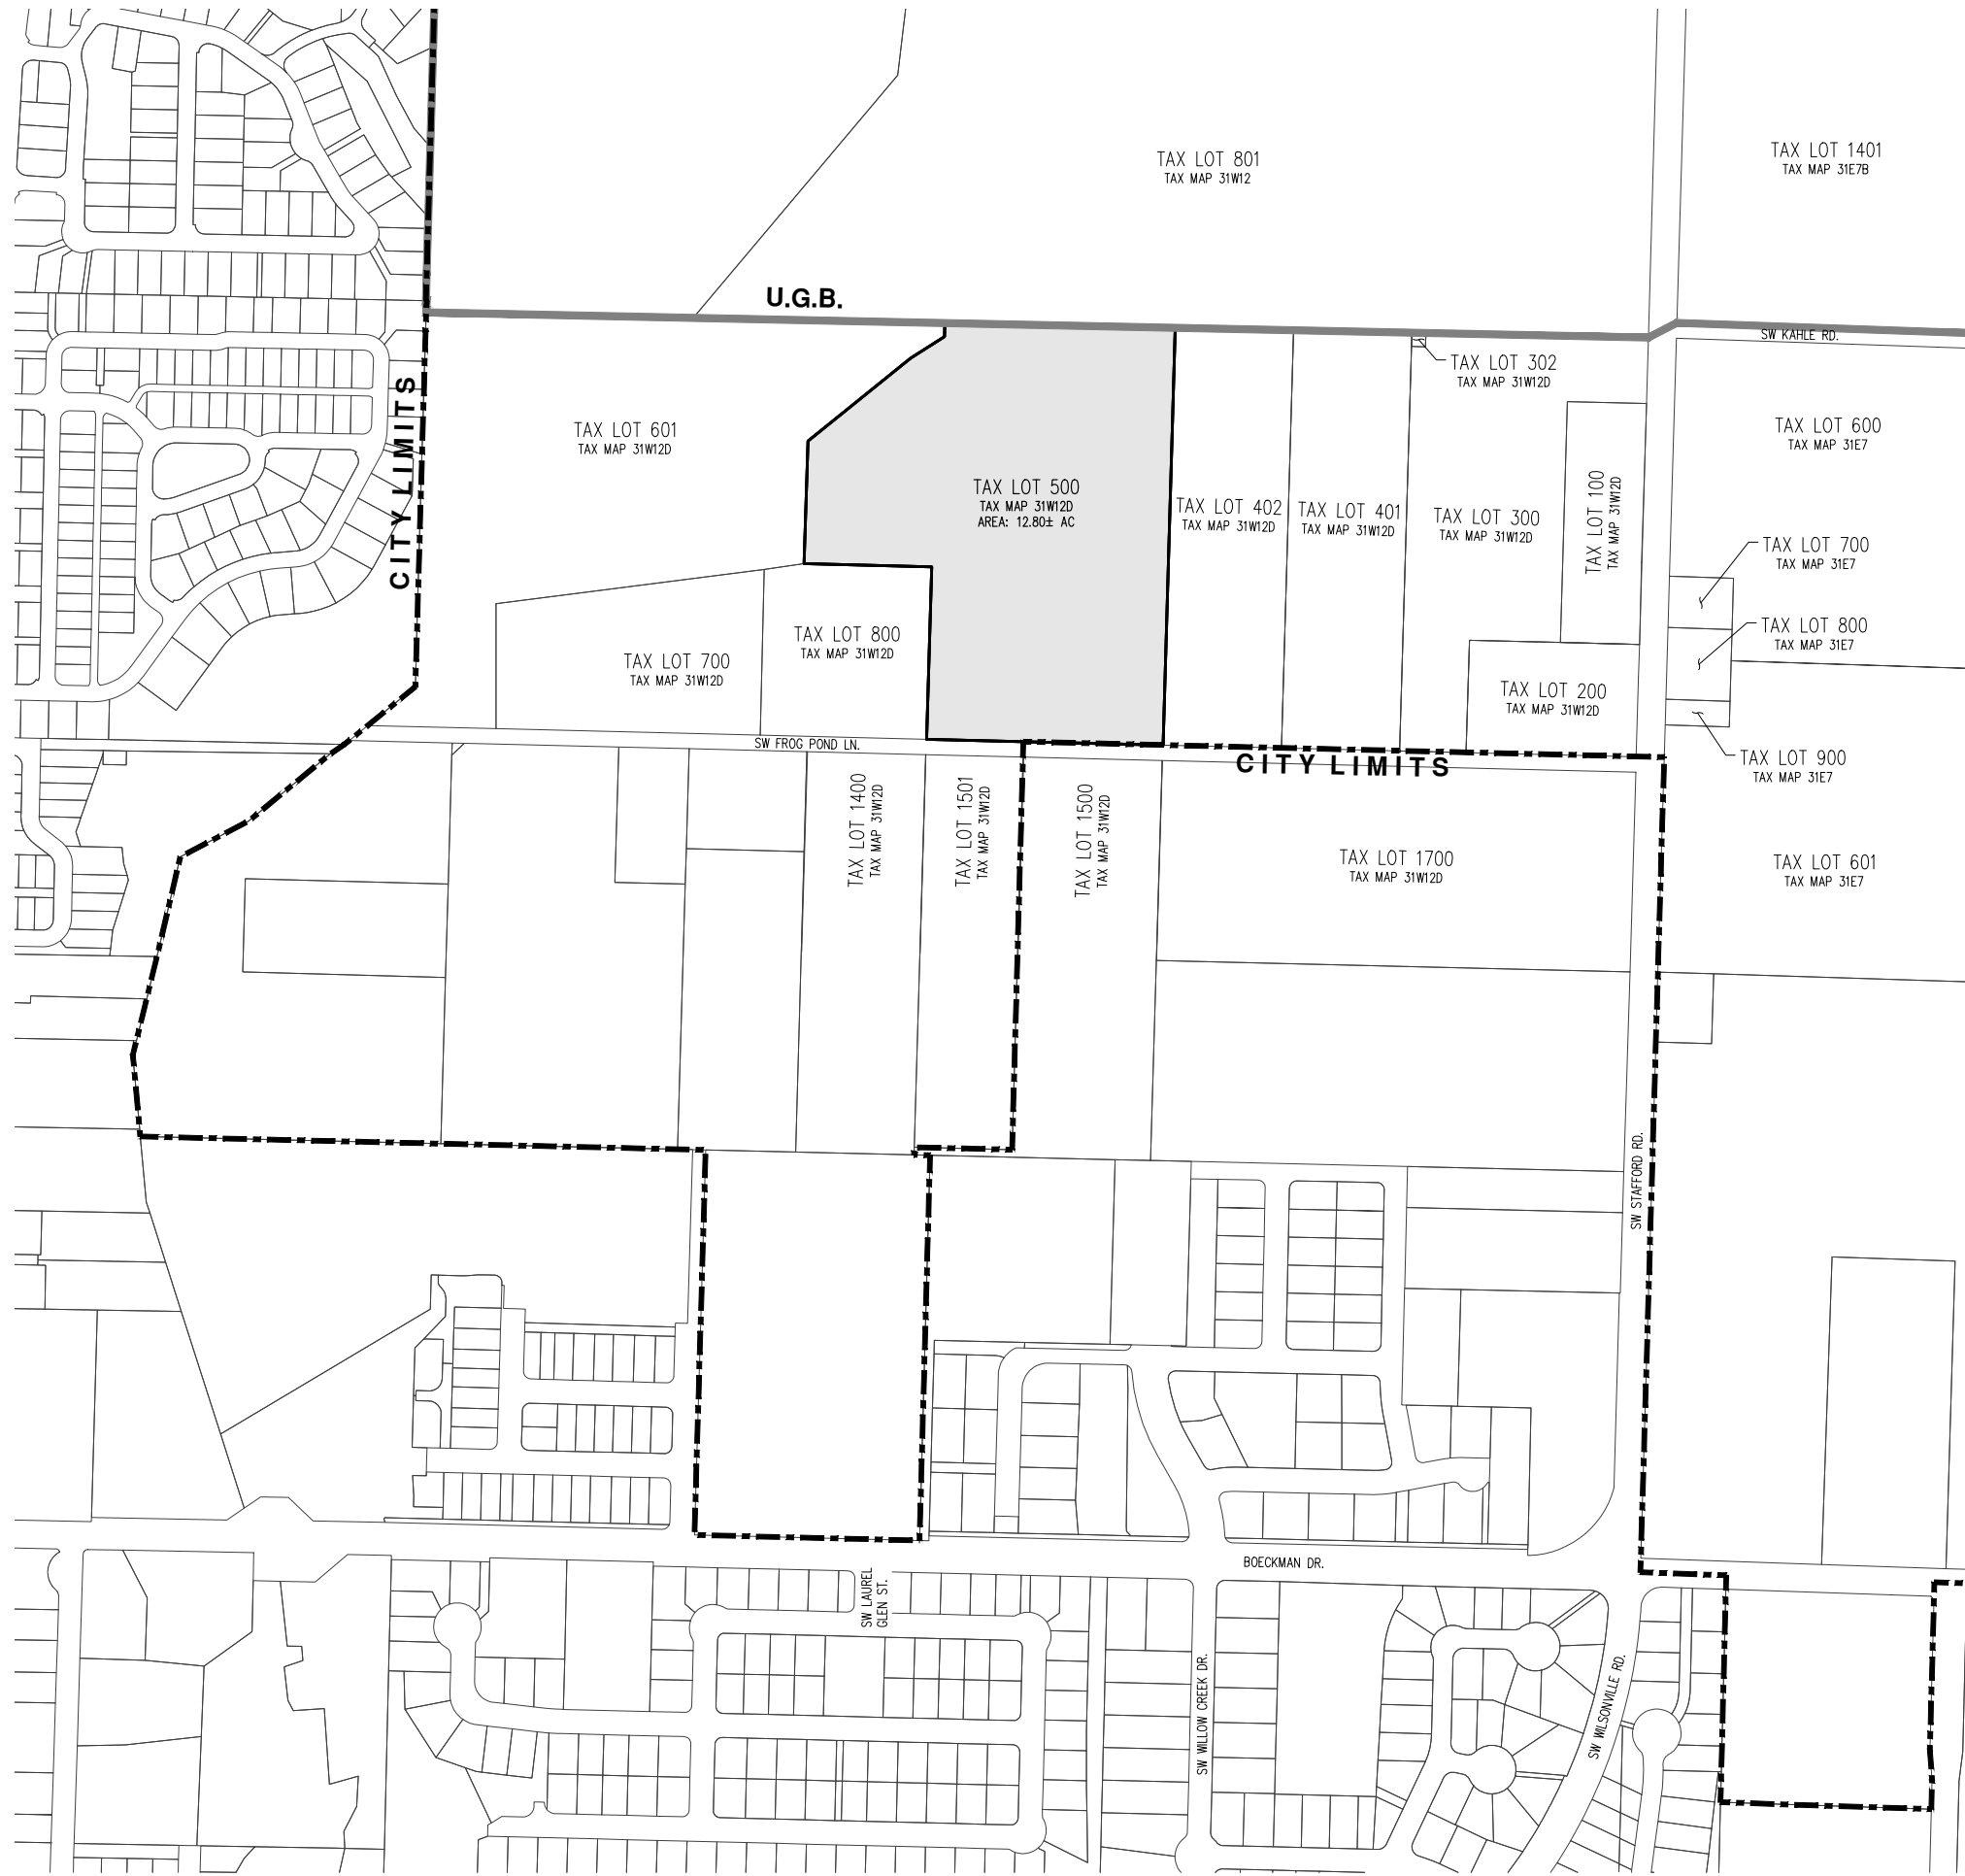 TAX LOT 801
TAX MAP 31W12
TAX LOT 1401
TAX MAP 31E7B
U.G.B.
SW KAHLE RD.
TAX LOT 302
TAX MAP 31W12D
CITY LIMITS
TAX LOT 601
TAX MAP 31W12D
TAX LOT 500
TAX MAP 31W12D
AREA: 12.80± AC
TAX LOT 402
TAX MAP 31W12D
TAX LOT 401
TAX MAP 31W12D
TAX LOT 300
TAX MAP 31W12D
TAX LOT 100
TAX MAP 31W12D
TAX LOT 600
TAX MAP 31E7
TAX LOT 700
TAX MAP 31E7
TAX LOT 800
TAX MAP 31E7
TAX LOT 800
TAX MAP 31W12D
TAX LOT 700
TAX MAP 31W12D
TAX LOT 200
TAX MAP 31W12D
TAX LOT 900
TAX MAP 31E7
SW FROG POND LN.
CITY LIMITS
TAX LOT 1400
TAX MAP 31W12D
TAX LOT 1501
TAX MAP 31W12D
TAX LOT 1500
TAX MAP 31W12D
TAX LOT 1700
TAX MAP 31W12D
TAX LOT 601
TAX MAP 31E7
SW STAFFORD RD.
BOECKMAN DR.
SW LAUREL
GLEN ST.
SW WILLOW CREEK DR.
SW WILSONVILLE RD.